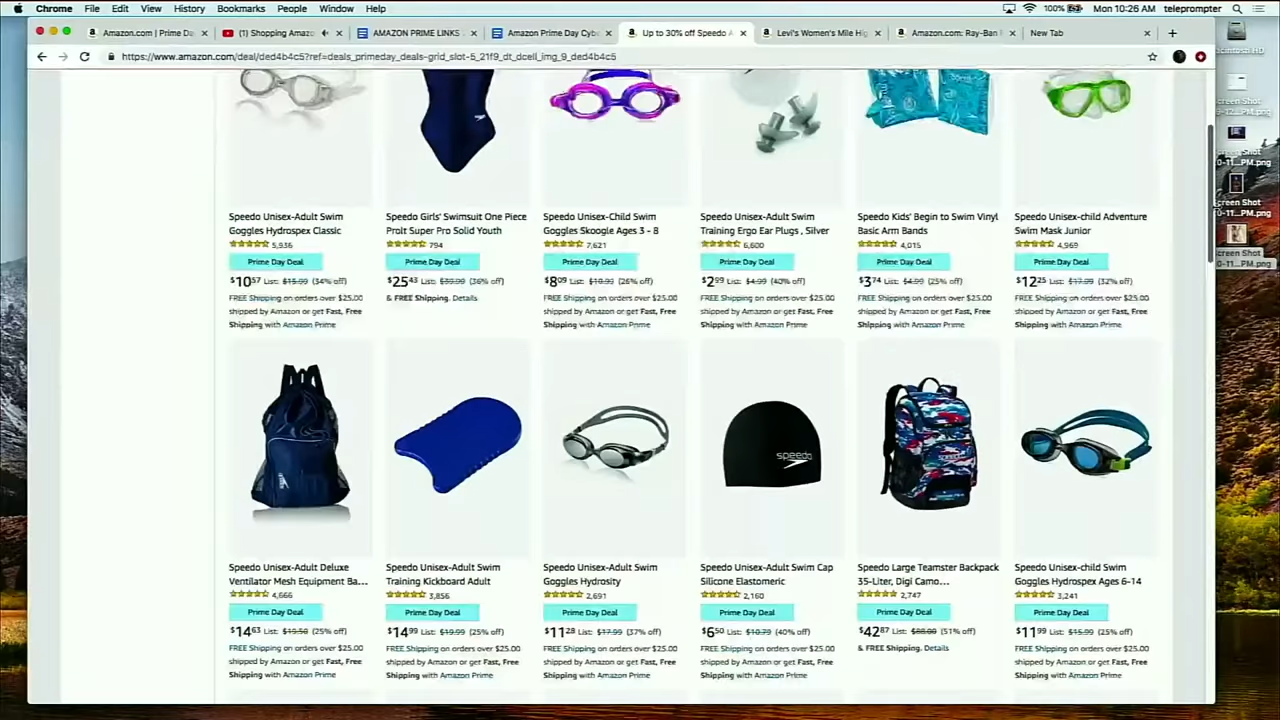 Chrome File Edit View History Bookmarks People Window Help
100% Mon 10:26 AM teleprompter
Amazon.com | Prime Da
(1) Shopping Amazo
AMAZON PRIME LINKS
Amazon Prime Day Cyb
Up to 30% off Speedo A
Levi's Women's Mile Hig
Amazon.com: Ray-Ban
New Tab
https://www.amazon.com/deal/ded4b4c5?ref=deals_primeday_deals-grid_slot-5_21f9_dt_dcell_img_9_ded4b4c5
Speedo Unisex-Adult Swim
Goggles Hydrospex Classic
5,936
Prime Day Deal
$10.57 List: $15.99 (34% off)
FREE Shipping on orders over $25.00
shipped by Amazon or get Fast, Free
Shipping with Amazon Prime
Speedo Girls' Swimsuit One Piece
Prolt Super Pro Solid Youth
794
Prime Day Deal
$25.43 List: $39.99 (36% off)
& FREE Shipping. Details
Speedo Unisex-Child Swim
Goggles Skoogle Ages 3 - 8
7,621
Prime Day Deal
$8.09 List: $10.99 (26% off)
FREE Shipping on orders over $25.00
shipped by Amazon or get Fast, Free
Shipping with Amazon Prime
Speedo Unisex-Adult Swim
Training Ergo Ear Plugs , Silver
6,600
Prime Day Deal
$2.99 List: $4.99 (40% off)
FREE Shipping on orders over $25.00
shipped by Amazon or get Fast, Free
Shipping with Amazon Prime
Speedo Kids' Begin to Swim Vinyl
Basic Arm Bands
4,015
Prime Day Deal
$3.74 List: $4.99 (25% off)
FREE Shipping on orders over $25.00
shipped by Amazon or get Fast, Free
Shipping with Amazon Prime
Speedo Unisex-child Adventure
Swim Mask Junior
4,969
Prime Day Deal
$12.25 List: $17.99 (32% off)
FREE Shipping on orders over $25.00
shipped by Amazon or get Fast, Free
Shipping with Amazon Prime
speedo
Speedo Unisex-Adult Deluxe
Ventilator Mesh Equipment Ba...
4,666
Prime Day Deal
$14.63 List: $19.50 (25% off)
FREE Shipping on orders over $25.00
shipped by Amazon or get Fast, Free
Shipping with Amazon Prime
Speedo Unisex-Adult Swim
Training Kickboard Adult
3,856
Prime Day Deal
$14.99 List: $19.99 (25% off)
FREE Shipping on orders over $25.00
shipped by Amazon or get Fast, Free
Shipping with Amazon Prime
Speedo Unisex-Adult Swim
Goggles Hydrosity
2,691
Prime Day Deal
$11.28 List: $17.99 (37% off)
FREE Shipping on orders over $25.00
shipped by Amazon or get Fast, Free
Shipping with Amazon Prime
Speedo Unisex-Adult Swim Cap
Silicone Elastomeric
2,160
Prime Day Deal
$6.50 List: $10.79 (40% off)
FREE Shipping on orders over $25.00
shipped by Amazon or get Fast, Free
Shipping with Amazon Prime
Speedo Large Teamster Backpack
35-Liter, Digi Camo...
2,747
Prime Day Deal
$42.87 List: $88.00 (51% off)
& FREE Shipping. Details
Speedo Unisex-child Swim
Goggles Hydrospex Ages 6-14
3,241
Prime Day Deal
$11.99 List: $15.99 (25% off)
FREE Shipping on orders over $25.00
shipped by Amazon or get Fast, Free
Shipping with Amazon Prime